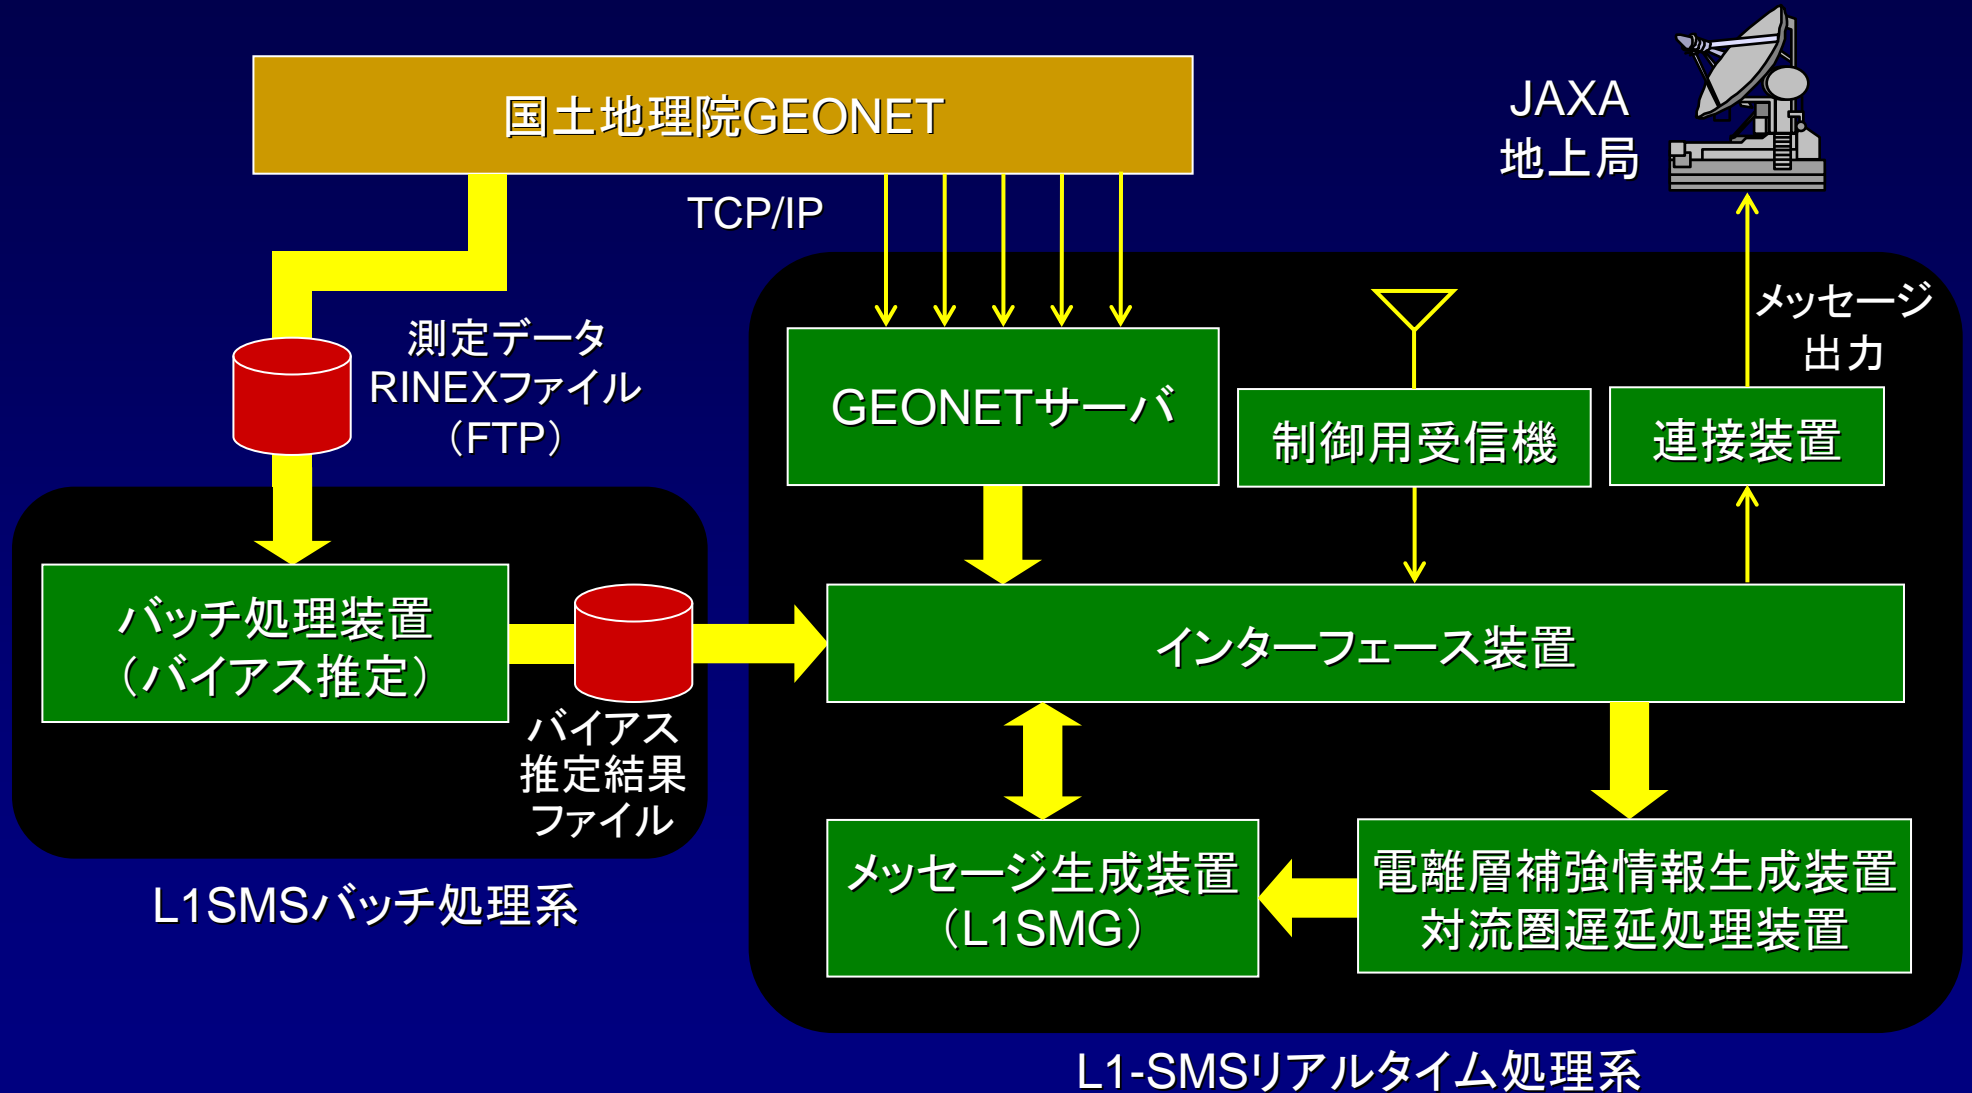 国土地理院GEONET
JAXA
地上局
TCP/IP
測定データ
RINEXファイル
（FTP）
メッセージ
出力
GEONETサーバ
制御用受信機
連接装置
バッチ処理装置
（バイアス推定）
インターフェース装置
バイアス
推定結果
ファイル
メッセージ生成装置
（L1SMG）
電離層補強情報生成装置
対流圏遅延処理装置
L1SMSバッチ処理系
L1-SMSリアルタイム処理系